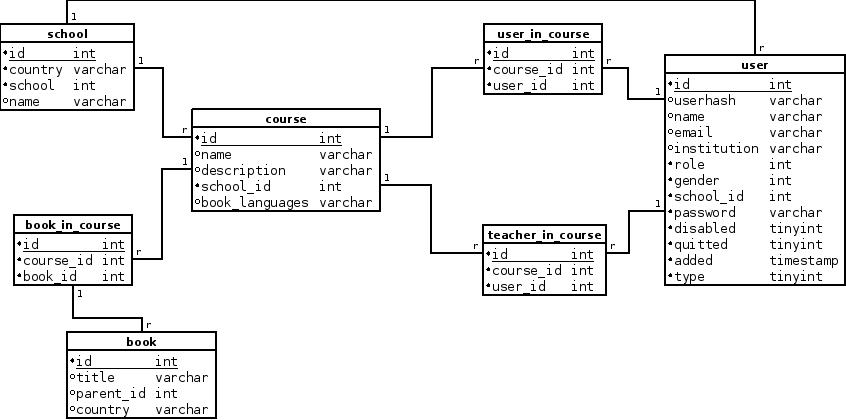 1
school
id int
country varchar
school int
name varchar
1
r
user_in_course
id int
course_id int
user_id int
r
r
r
user
id int
userhash varchar
name varchar
email varchar
institution varchar
role int
gender int
school_id int
password varchar
disabled tinyint
quitted tinyint
added timestamp
type tinyint
1
1
course
id int
name varchar
description varchar
school_id int
book_languages varchar
r
1
1
1
book_in_course
id int
course_id int
book_id int
r
1
teacher_in_course
id int
course_id int
user_id int
r
r
r
book
id int
title varchar
parent_id int
country varchar